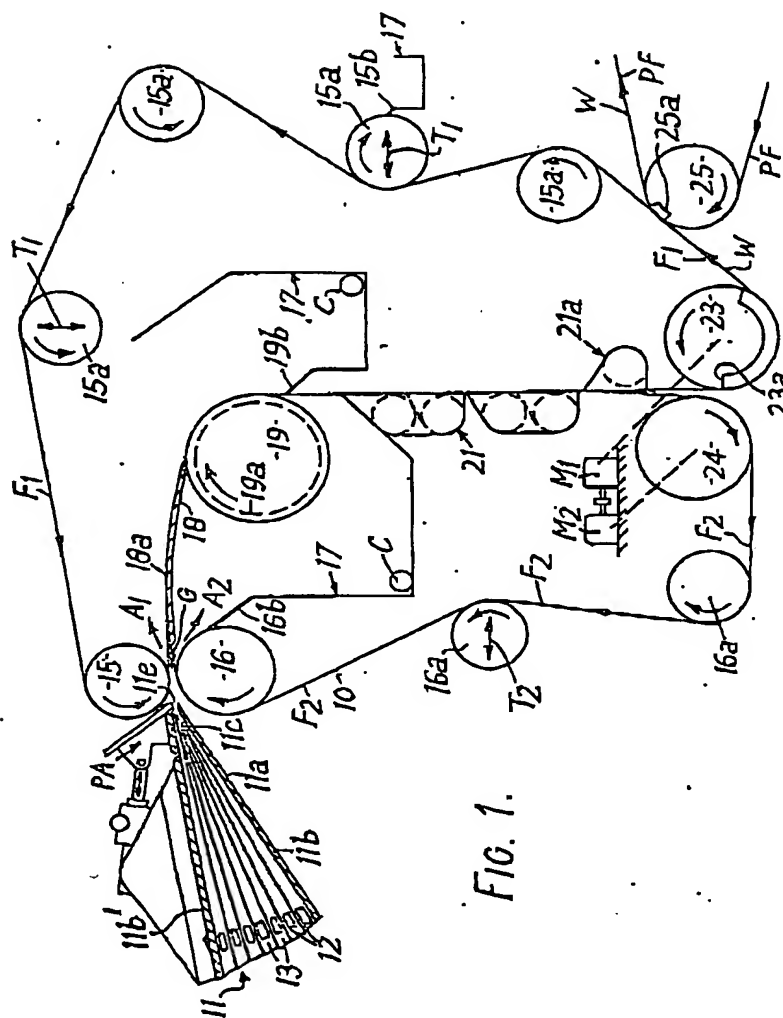 F1
T1
15a
-15a-
15a
15b
17
T1
-15a-
W
PF
25a
-25-
PF
F1
W
-15-
11e
A1
G
A2
18a
18
19a
-19-
19b
17
C
PA
11b'
11
13
12
11b
11a
11c
-16-
16b
17
C
21
21a
F2
10
16a
T2
F2
M2
M1
-24-
-23-
23a
F2
16a
FIG. 1.